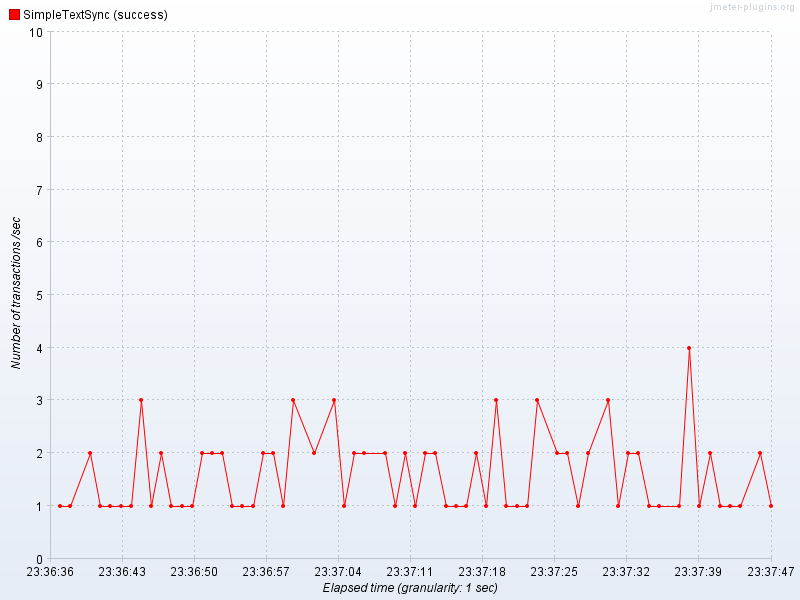 jmeter-plugins.org
SimpleTextSync (success)
10
9
8
7
6
5
4
3
2
1
0
Number of transactions /sec
23:36:36 23:36:43 23:36:50 23:36:57 23:37:04 23:37:11 23:37:18 23:37:25 23:37:32 23:37:39 23:37:47
Elapsed time (granularity: 1 sec)